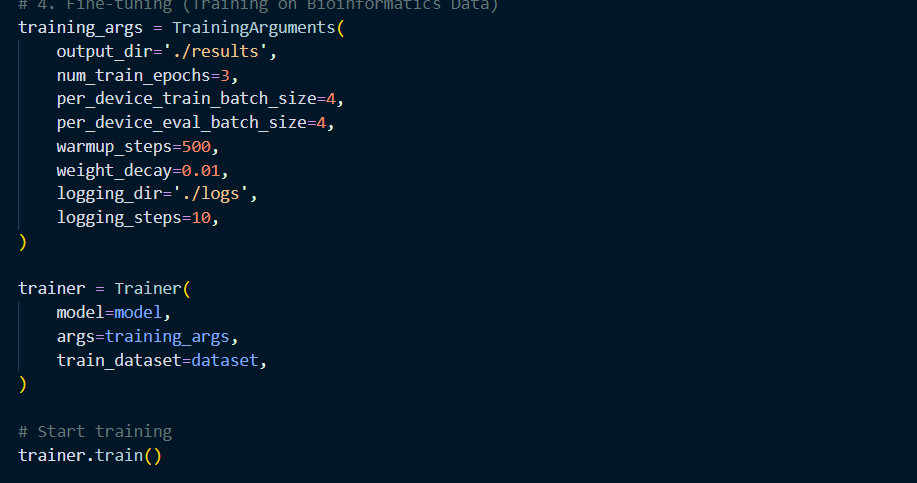 # 4. Fine-tuning (Training on Bioinformatics Data)
training_args = TrainingArguments(
    output_dir='./results',
    num_train_epochs=3,
    per_device_train_batch_size=4,
    per_device_eval_batch_size=4,
    warmup_steps=500,
    weight_decay=0.01,
    logging_dir='./logs',
    logging_steps=10,
)
trainer = Trainer(
    model=model,
    args=training_args,
    train_dataset=dataset,
)
# Start training
trainer.train()